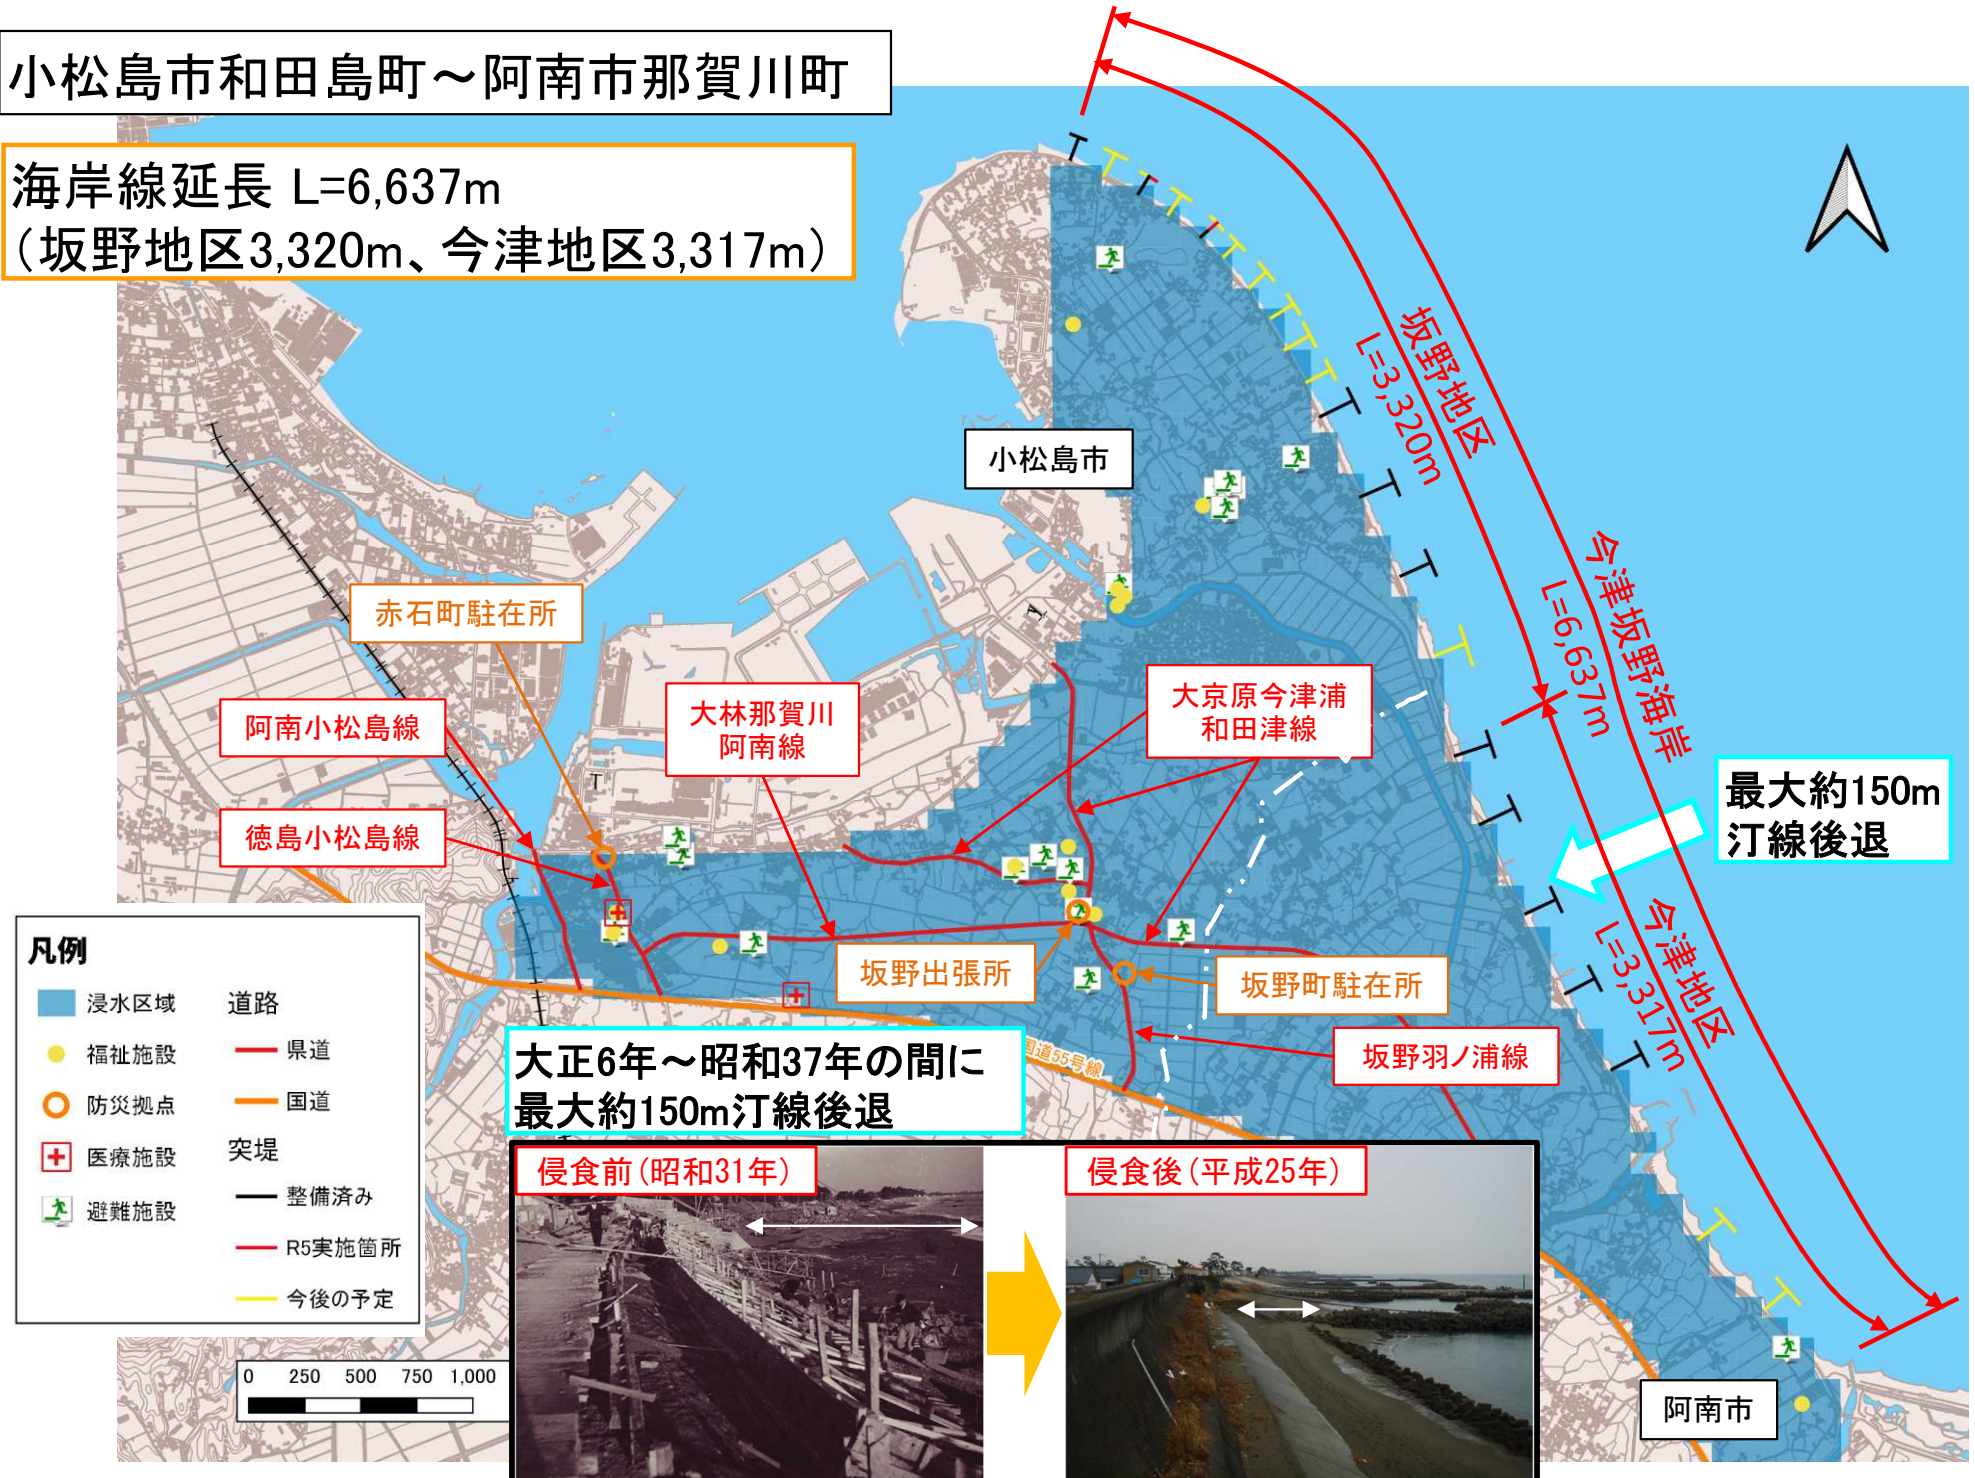 小松島市和田島町～阿南市那賀川町
海岸線延長 L=6,637m
（坂野地区3,320m、今津地区3,317m）
坂野地区
L=3,320m
今津坂野海岸
L=6,637m
小松島市
赤石町駐在所
阿南小松島線
大林那賀川
阿南線
大京原今津浦
和田津線
徳島小松島線
最大約150m
汀線後退
今津地区
L=3,317m
坂野出張所
坂野町駐在所
坂野羽ノ浦線
国道55号線
凡例
浸水区域
福祉施設
防災拠点
医療施設
避難施設
道路
県道
国道
突堤
整備済み
R5実施箇所
今後の予定
0 250 500 750 1,000
大正6年～昭和37年の間に
最大約150m汀線後退
侵食前（昭和31年）
侵食後（平成25年）
阿南市